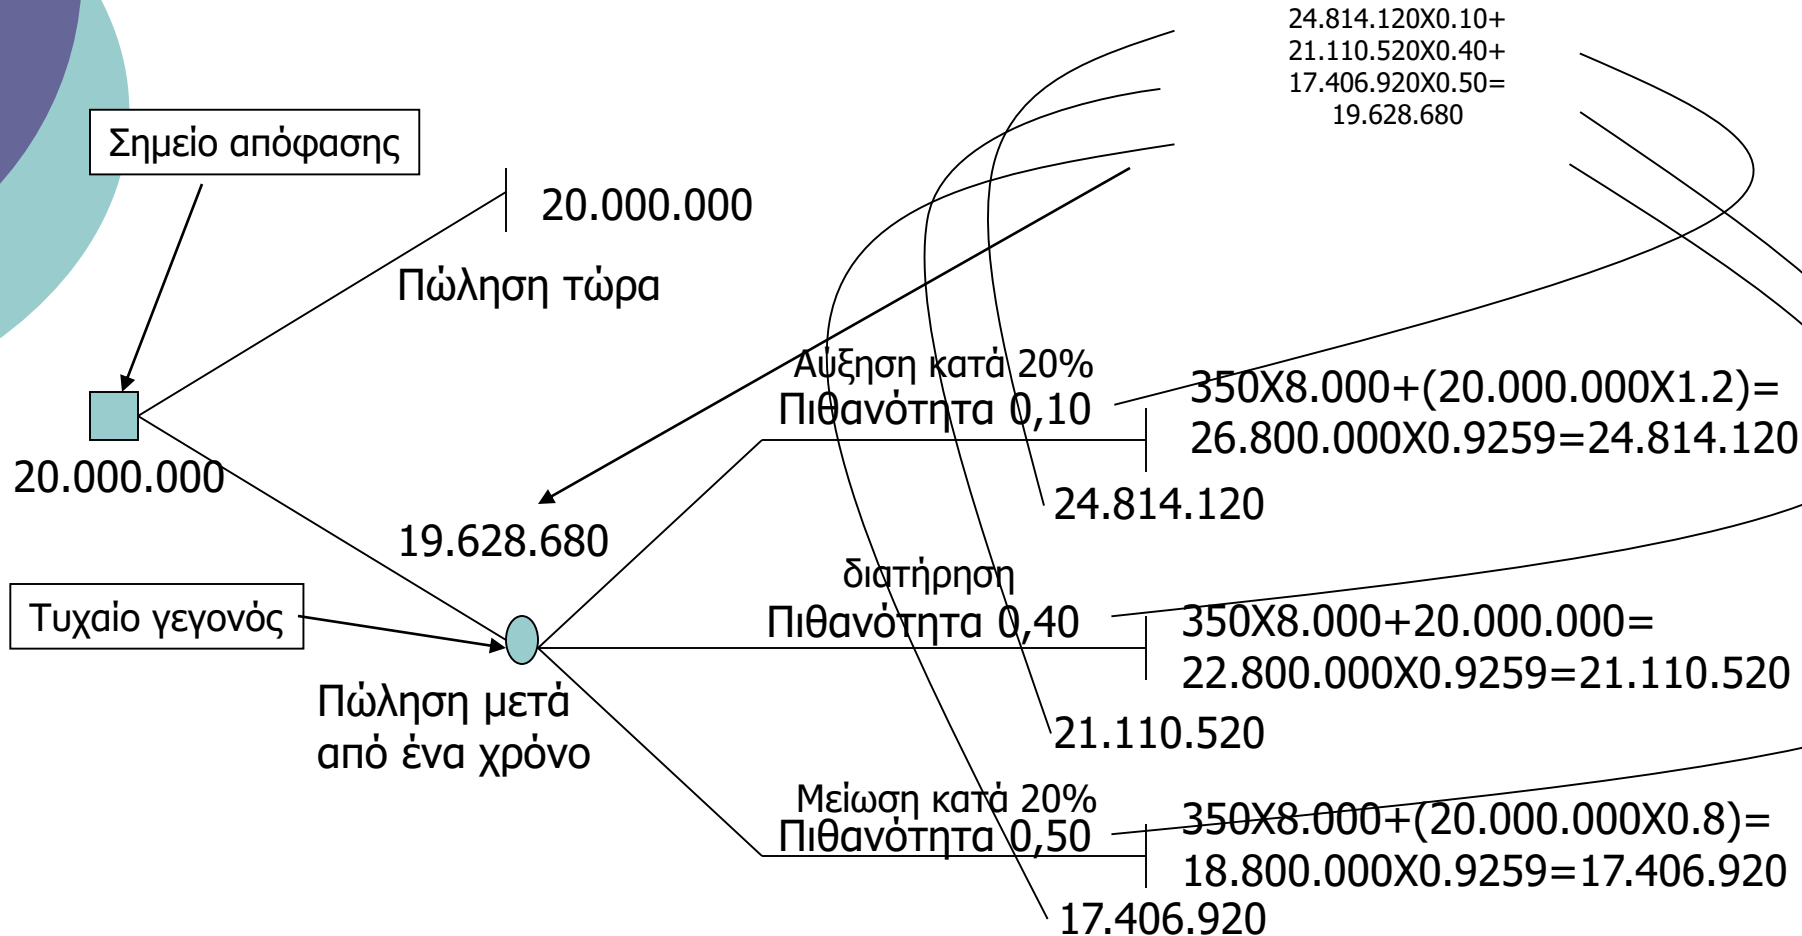 24.814.120X0.10+
21.110.520X0.40+
17.406.920X0.50=
19.628.680
Σημείο απόφασης
20.000.000
Πώληση τώρα
20.000.000
Αύξηση κατά 20%
Πιθανότητα 0,10
350X8.000+(20.000.000X1.2)=
26.800.000X0.9259=24.814.120
24.814.120
19.628.680
διατήρηση
Πιθανότητα 0,40
350X8.000+20.000.000=
22.800.000X0.9259=21.110.520
21.110.520
Τυχαίο γεγονός
Πώληση μετά
από ένα χρόνο
Μείωση κατά 20%
Πιθανότητα 0,50
350X8.000+(20.000.000X0.8)=
18.800.000X0.9259=17.406.920
17.406.920